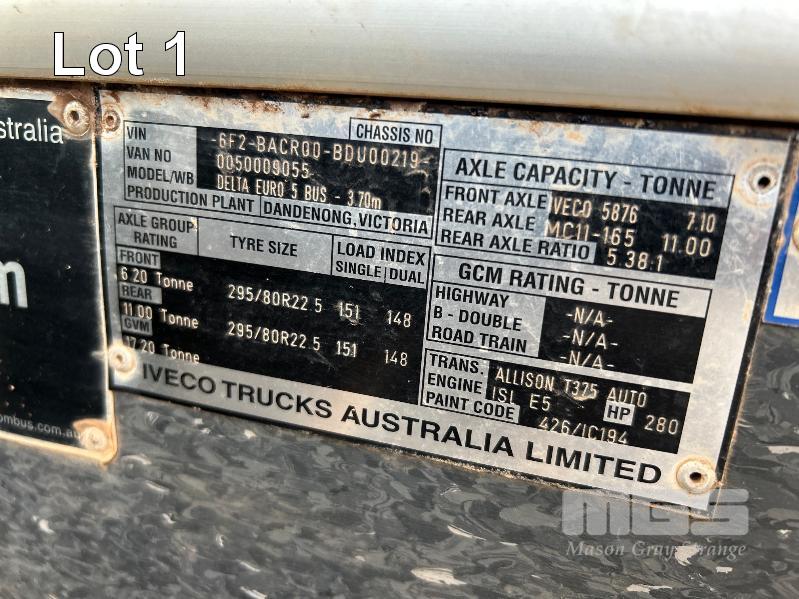 Lot 1
stralia
m
ombus.com.au
VIN -6F2-BACR00-BDU00219- CHASSIS NO
VAN NO 0050009055
MODEL/WB DELTA EURO 5 BUS - 3.70m
PRODUCTION PLANT DANDENONG, VICTORIA
AXLE GROUP RATING TYRE SIZE LOAD INDEX SINGLE DUAL
FRONT
6.20 Tonne 295/80R22.5 151 148
REAR
11.00 Tonne 295/80R22.5 151 148
GVM
17.20 Tonne
AXLE CAPACITY - TONNE
FRONT AXLE IVECO 5876 7.10
REAR AXLE MC11-165 11.00
REAR AXLE RATIO 5.38:1
GCM RATING - TONNE
HIGHWAY -N/A-
B - DOUBLE -N/A-
ROAD TRAIN -N/A-
TRANS. ALLISON T375 AUTO
ENGINE ISL E5 HP 280
PAINT CODE 426/IC194
IVECO TRUCKS AUSTRALIA LIMITED
MGS
Mason Gray Strange